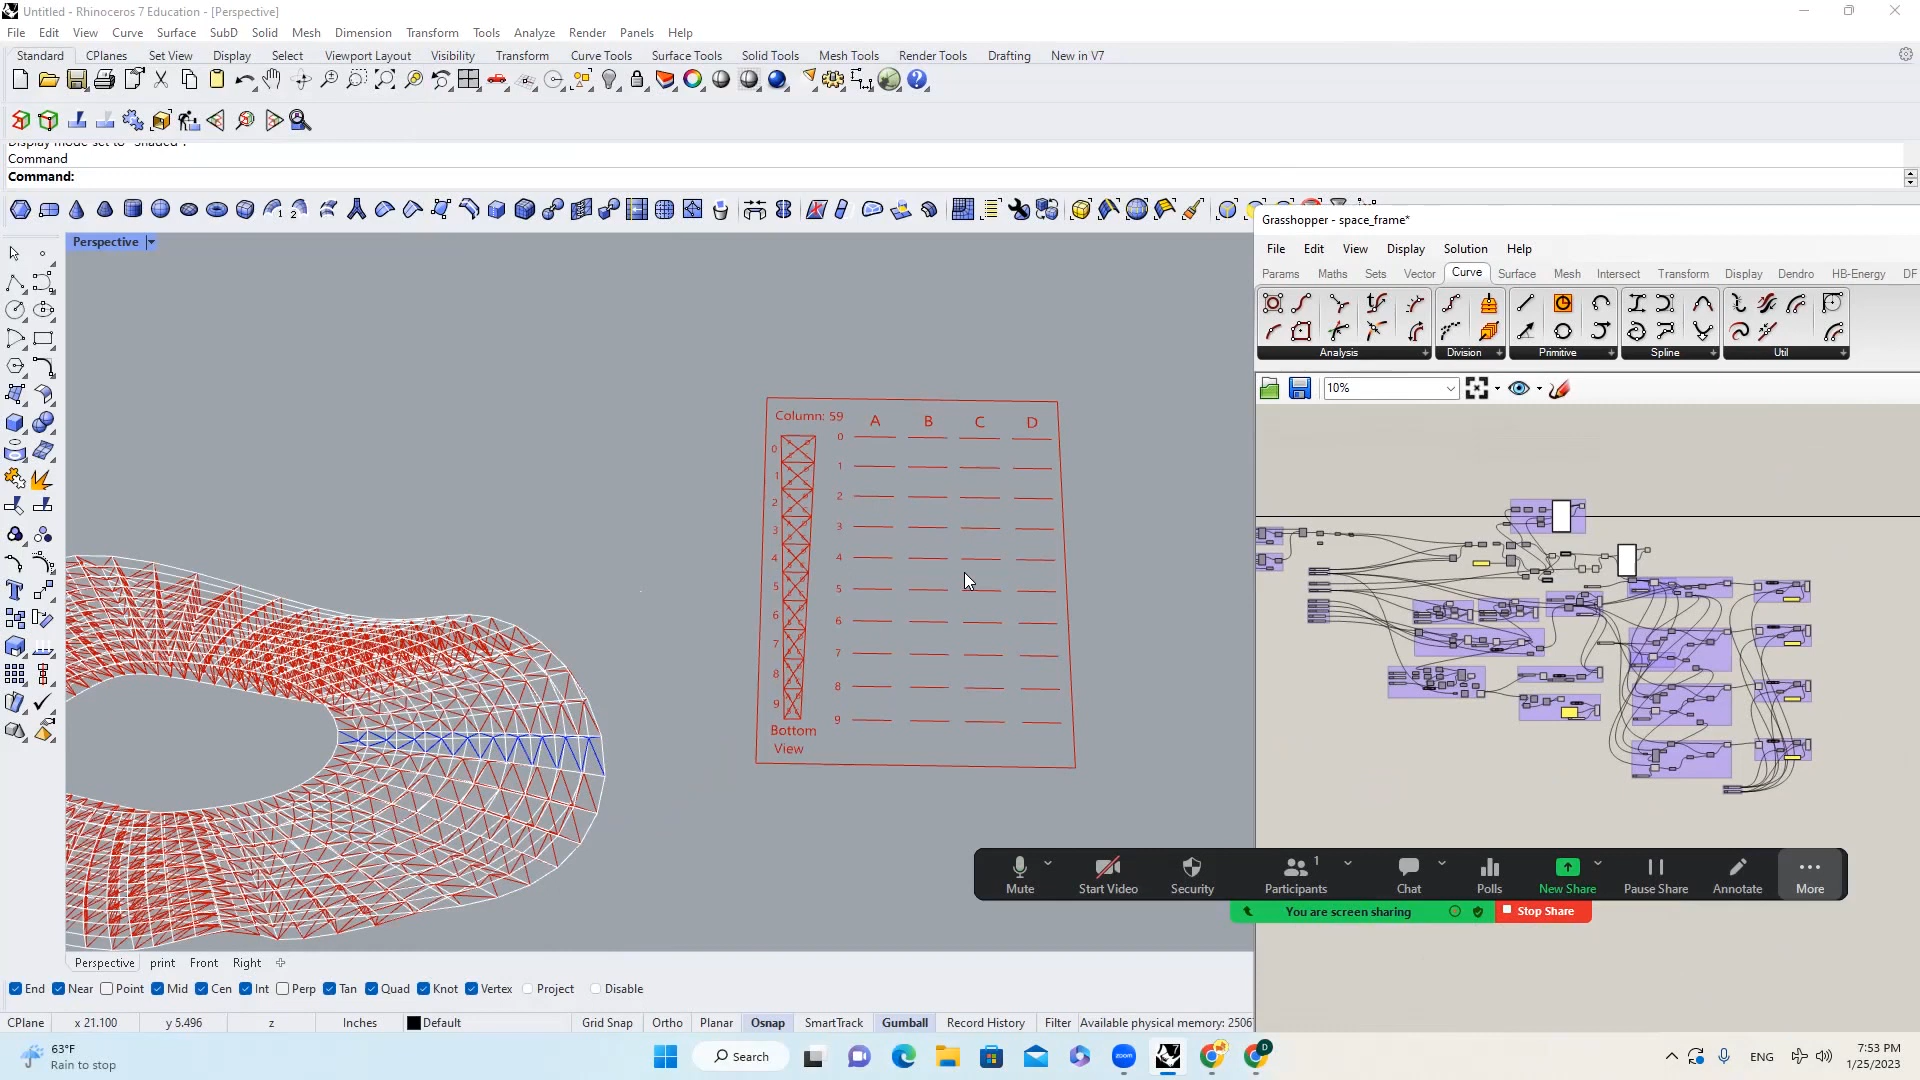 Untitled - Rhinoceros 7 Education - [Perspective]
File Edit View Curve Surface SubD Solid Mesh Dimension Transform Tools Analyze Render Panels Help
Standard CPlanes Set View Display Select Viewport Layout Visibility Transform Curve Tools Surface Tools Solid Tools Mesh Tools Render Tools Drafting New in V7
Display mode set to "Shaded".
Command
Command:
Perspective
Grasshopper - space_frame*
File Edit View Display Solution Help
Params Maths Sets Vector Curve Surface Mesh Intersect Transform Display Dendro HB-Energy DF
Analysis Division Primitive Spline Util
10%
Column: 59 A B C D
0 0
1 1
2 2
3 3
4 4
5 5
6 6
7 7
8 8
9 9
Bottom
View
Mute Start Video Security Participants 1 Chat Polls New Share Pause Share Annotate More
You are screen sharing Stop Share
Perspective print Front Right
End Near Point Mid Cen Int Perp Tan Quad Knot Vertex Project Disable
CPlane x 21.100 y 5.496 z Inches Default Grid Snap Ortho Planar Osnap SmartTrack Gumball Record History Filter Available physical memory: 2506
63°F
Rain to stop
Search
zoom
D
ENG
7:53 PM
1/25/2023